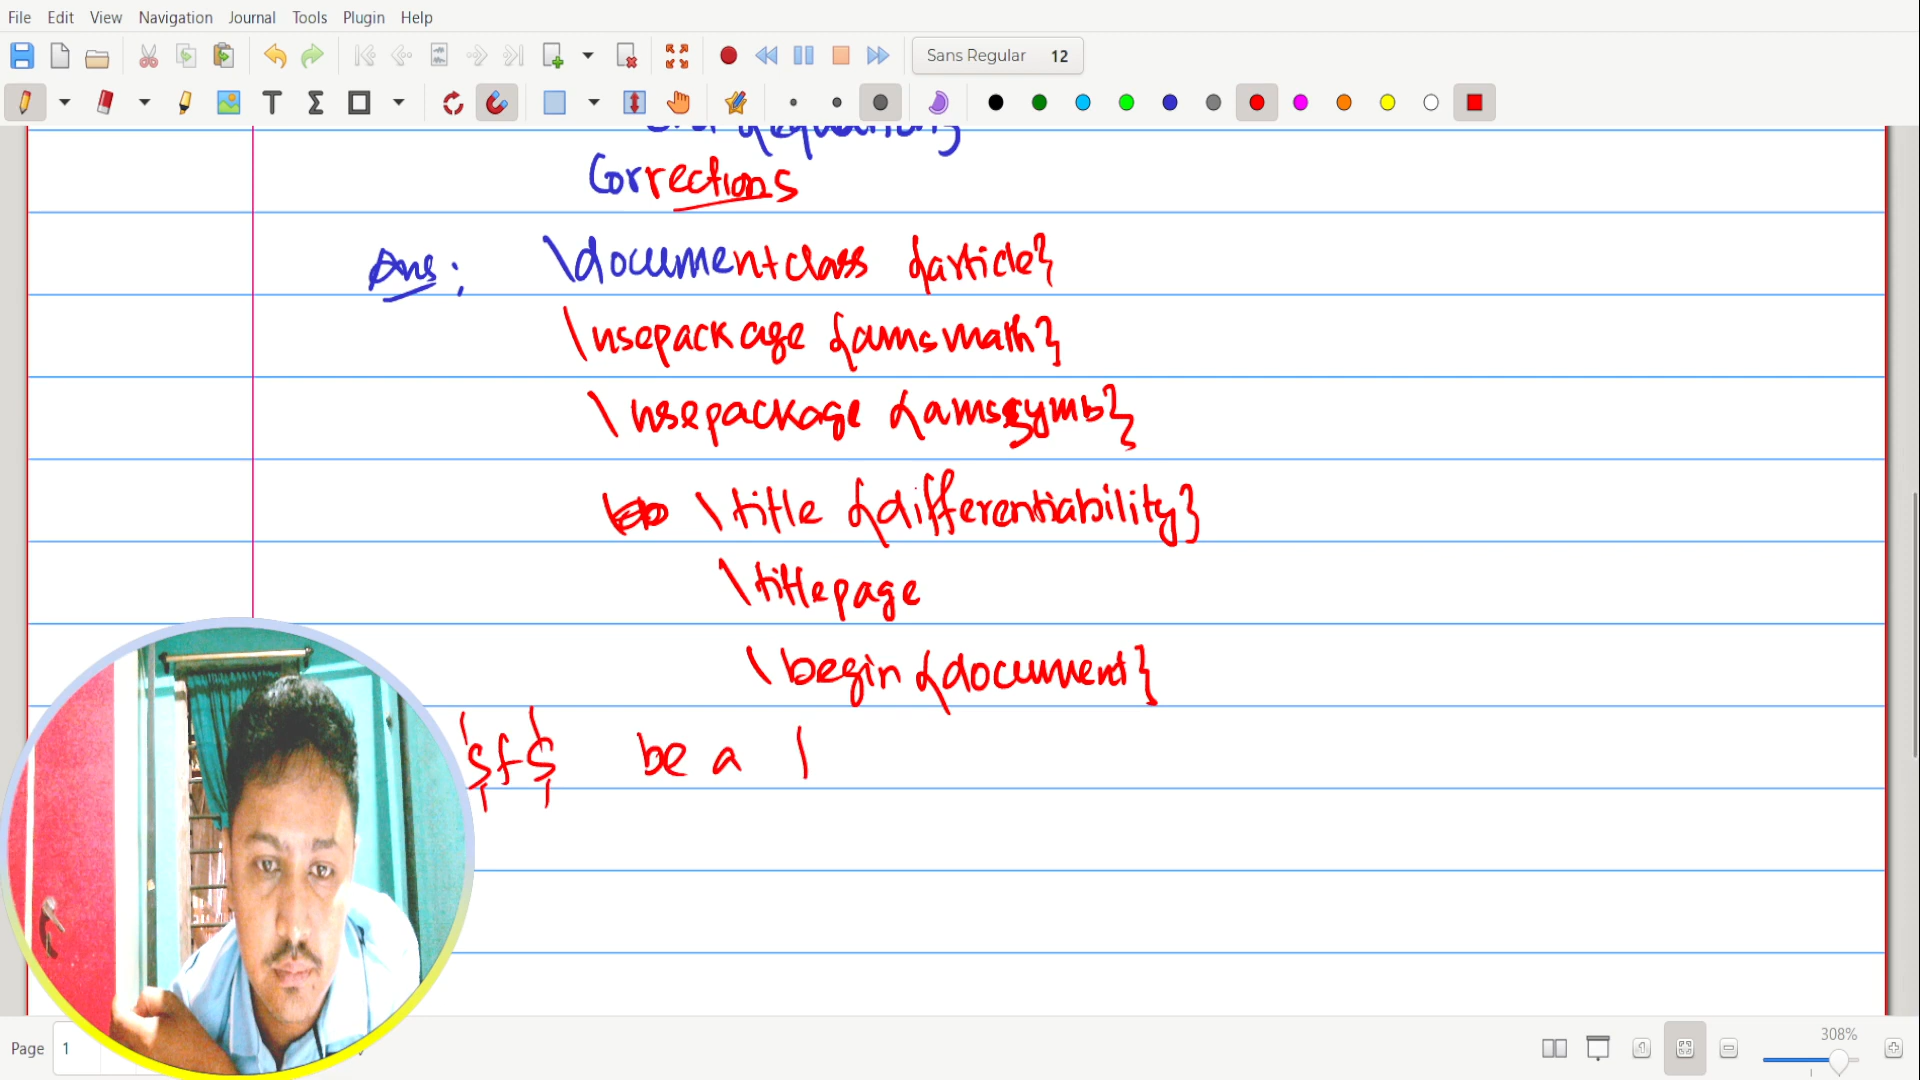 File Edit View Navigation Journal Tools Plugin Help
Sans Regular 12
Corrections
Ans: \documentclass {article}
\usepackage {amsmath}
\usepackage {amssymb}
\title {differentiability}
\titlepage
\begin {document}
$f$ be a \
Page 1
308%